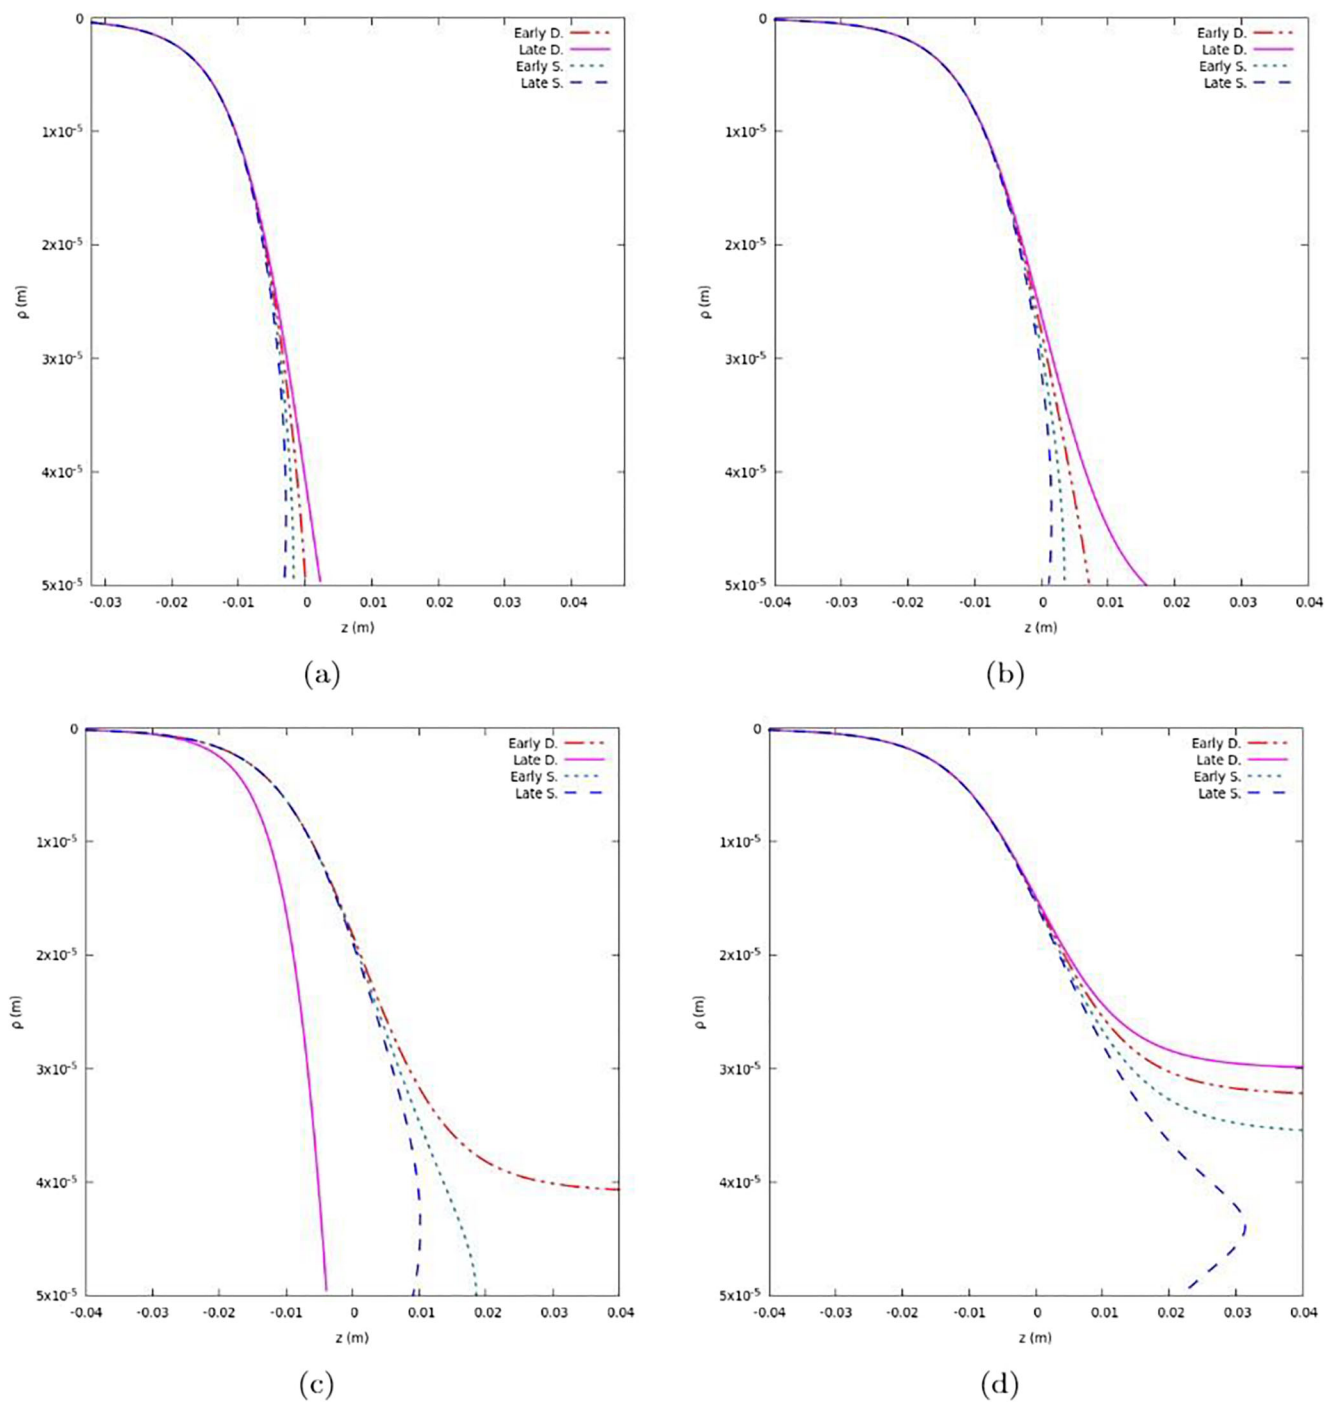 0
Early D.
Late D.
Early S.
Late S.
1x10⁻⁵
2x10⁻⁵
ρ (m)
3x10⁻⁵
4x10⁻⁵
5x10⁻⁵
-0.03 -0.02 -0.01 0 0.01 0.02 0.03 0.04
z (m)
(a)
0
Early D.
Late D.
Early S.
Late S.
1x10⁻⁵
2x10⁻⁵
ρ (m)
3x10⁻⁵
4x10⁻⁵
5x10⁻⁵
-0.04 -0.03 -0.02 -0.01 0 0.01 0.02 0.03 0.04
z (m)
(b)
0
Early D.
Late D.
Early S.
Late S.
1x10⁻⁵
2x10⁻⁵
ρ (m)
3x10⁻⁵
4x10⁻⁵
5x10⁻⁵
-0.04 -0.03 -0.02 -0.01 0 0.01 0.02 0.03 0.04
z (m)
(c)
0
Early D.
Late D.
Early S.
Late S.
1x10⁻⁵
2x10⁻⁵
ρ (m)
3x10⁻⁵
4x10⁻⁵
5x10⁻⁵
-0.04 -0.03 -0.02 -0.01 0 0.01 0.02 0.03 0.04
z (m)
(d)